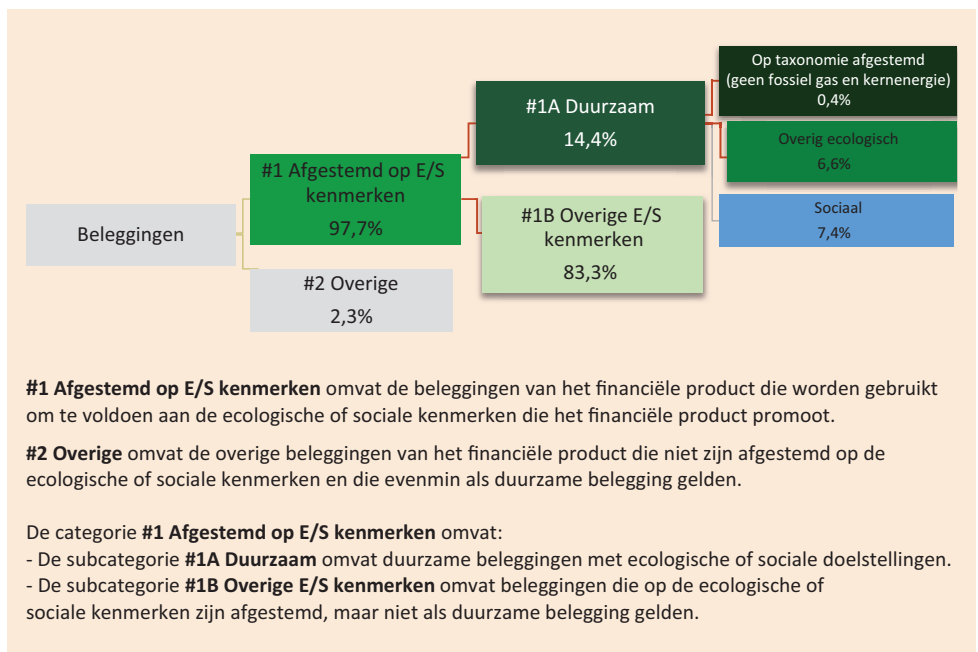 Beleggingen
#1 Afgestemd op E/S
kenmerken
97,7%
#2 Overige
2,3%
#1A Duurzaam
14,4%
#1B Overige E/S
kenmerken
83,3%
Op taxonomie afgestemd
(geen fossiel gas en kernenergie)
0,4%
Overig ecologisch
6,6%
Sociaal
7,4%
#1 Afgestemd op E/S kenmerken omvat de beleggingen van het financiële product die worden gebruikt
om te voldoen aan de ecologische of sociale kenmerken die het financiële product promoot.
#2 Overige omvat de overige beleggingen van het financiële product die niet zijn afgestemd op de
ecologische of sociale kenmerken en die evenmin als duurzame belegging gelden.
De categorie #1 Afgestemd op E/S kenmerken omvat:
- De subcategorie #1A Duurzaam omvat duurzame beleggingen met ecologische of sociale doelstellingen.
- De subcategorie #1B Overige E/S kenmerken omvat beleggingen die op de ecologische of
sociale kenmerken zijn afgestemd, maar niet als duurzame belegging gelden.